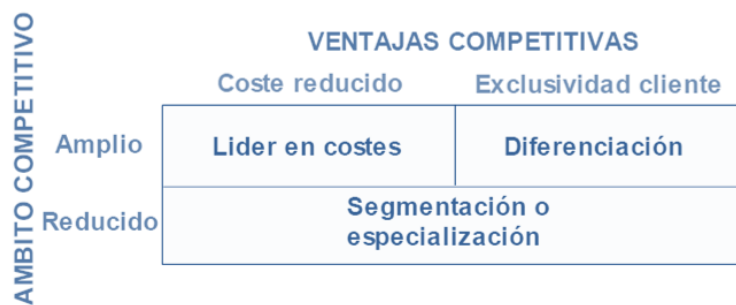 AMBITO COMPETITIVO
VENTAJAS COMPETITIVAS
Coste reducido Exclusividad cliente
Amplio Lider en costes Diferenciación
Reducido Segmentación o
especialización